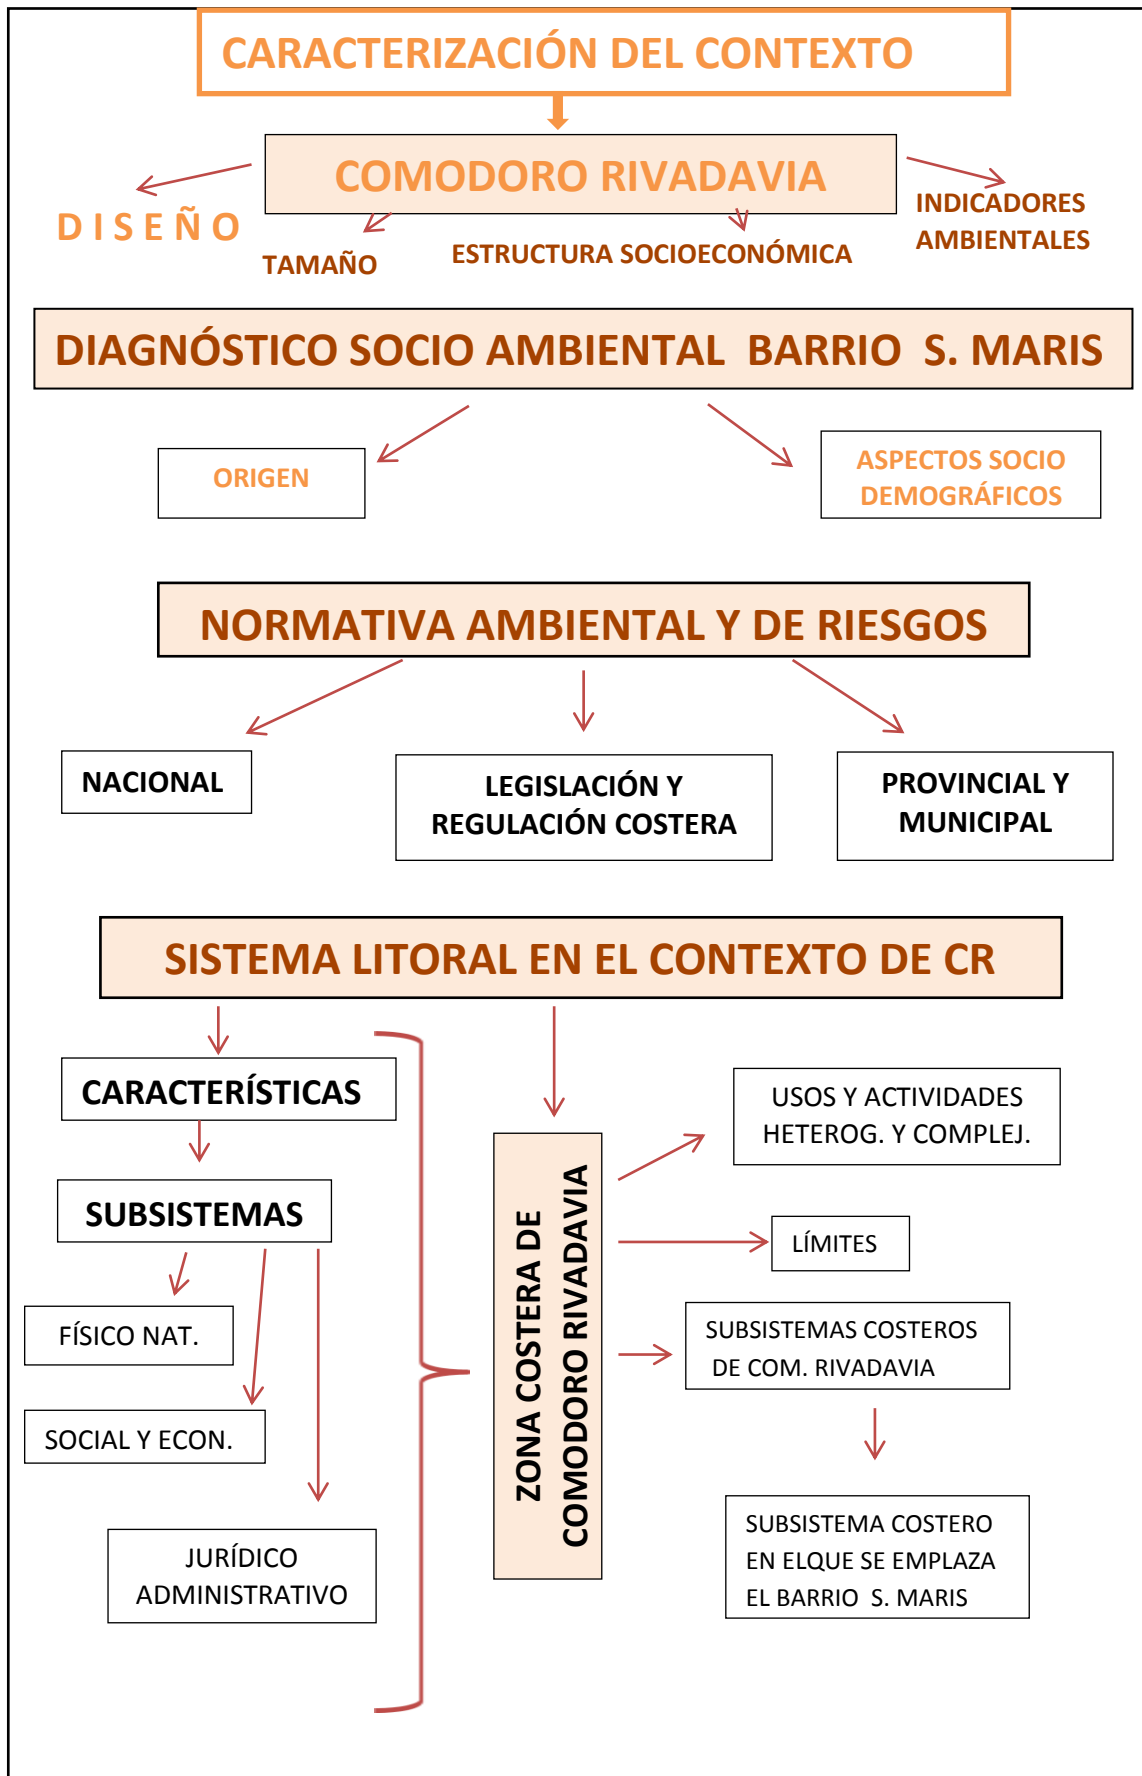 CARACTERIZACIÓN DEL CONTEXTO
COMODORO RIVADAVIA
D I S E Ñ O
TAMAÑO
ESTRUCTURA SOCIOECONÓMICA
INDICADORES
AMBIENTALES
DIAGNÓSTICO SOCIO AMBIENTAL BARRIO S. MARIS
ORIGEN
ASPECTOS SOCIO
DEMOGRÁFICOS
NORMATIVA AMBIENTAL Y DE RIESGOS
NACIONAL
LEGISLACIÓN Y
REGULACIÓN COSTERA
PROVINCIAL Y
MUNICIPAL
SISTEMA LITORAL EN EL CONTEXTO DE CR
CARACTERÍSTICAS
SUBSISTEMAS
FÍSICO NAT.
SOCIAL Y ECON.
JURÍDICO
ADMINISTRATIVO
ZONA COSTERA DE
COMODORO RIVADAVIA
USOS Y ACTIVIDADES
HETEROG. Y COMPLEJ.
LÍMITES
SUBSISTEMAS COSTEROS
DE COM. RIVADAVIA
SUBSISTEMA COSTERO
EN ELQUE SE EMPLAZA
EL BARRIO S. MARIS